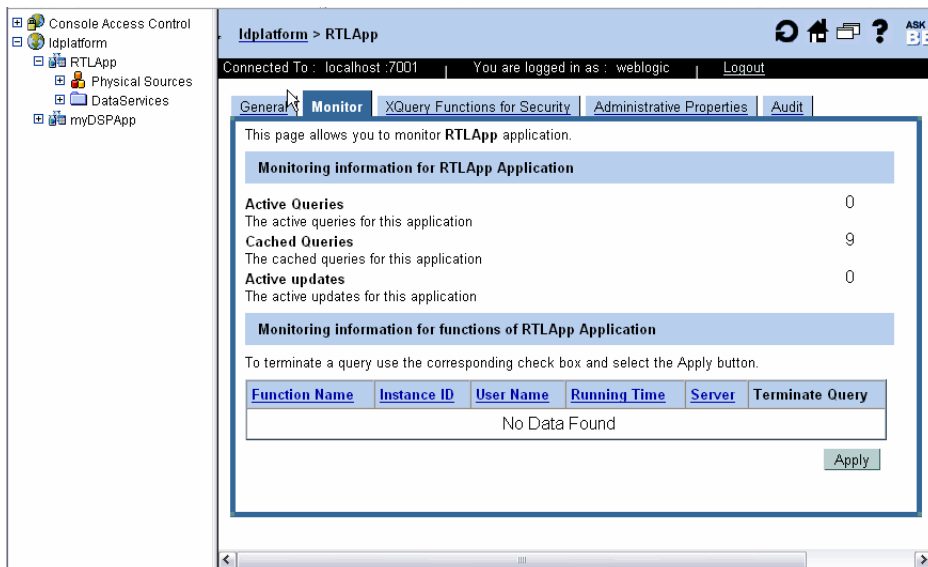 Console Access Control
ldplatform
RTLApp
Physical Sources
DataServices
myDSPApp
ldplatform > RTLApp
ASK
Connected To : localhost :7001 You are logged in as : weblogic Logout
General Monitor XQuery Functions for Security Administrative Properties Audit
This page allows you to monitor RTLApp application.
Monitoring information for RTLApp Application
Active Queries 0
The active queries for this application
Cached Queries 9
The cached queries for this application
Active updates 0
The active updates for this application
Monitoring information for functions of RTLApp Application
To terminate a query use the corresponding check box and select the Apply button.
Function Name Instance ID User Name Running Time Server Terminate Query
No Data Found
Apply